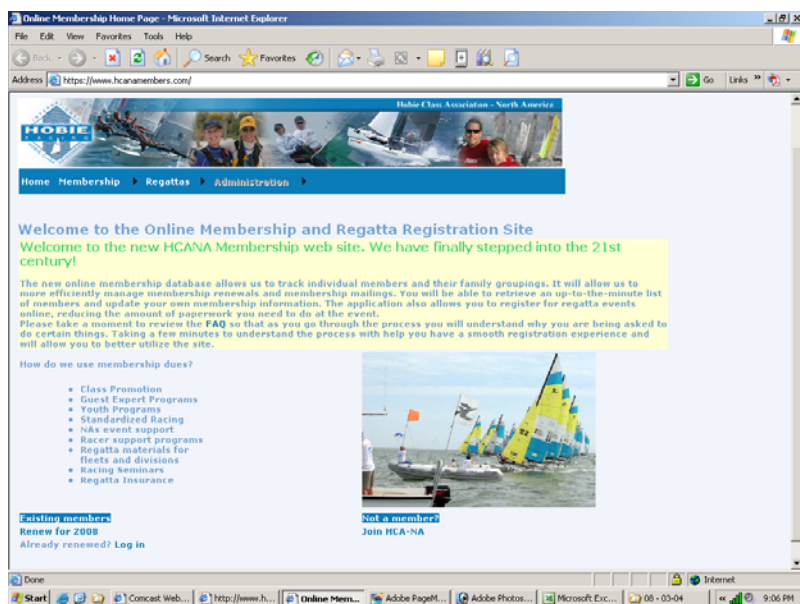 Online Membership Home Page - Microsoft Internet Explorer
File Edit View Favorites Tools Help
Back Search Favorites
Address https://www.hcanamembers.com/ Go Links »
Hobie Class Association - North America
HOBIE
RACING
Home Membership Regattas Administration
Welcome to the Online Membership and Regatta Registration Site
Welcome to the new HCANA Membership web site. We have finally stepped into the 21st
century!
The new online membership database allows us to track individual members and their family groupings. It will allow us to
more efficiently manage membership renewals and membership mailings. You will be able to retrieve an up-to-the-minute list
of members and update your own membership information. The application also allows you to register for regatta events
online, reducing the amount of paperwork you need to do at the event.
Please take a moment to review the FAQ so that as you go through the process you will understand why you are being asked to
do certain things. Taking a few minutes to understand the process with help you have a smooth registration experience and
will allow you to better utilize the site.
How do we use membership dues?
• Class Promotion
• Guest Expert Programs
• Youth Programs
• Standardized Racing
• NAs event support
• Racer support programs
• Regatta materials for
fleets and divisions
• Racing Seminars
• Regatta Insurance
Existing members
Renew for 2008
Already renewed? Log in
Not a member?
Join HCA-NA
Done Internet
Start Comcast Web... http://www.h... Online Mem... Adobe PageM... Adobe Photos... Microsoft Exc... 08 - 03-04 « 9:06 PM